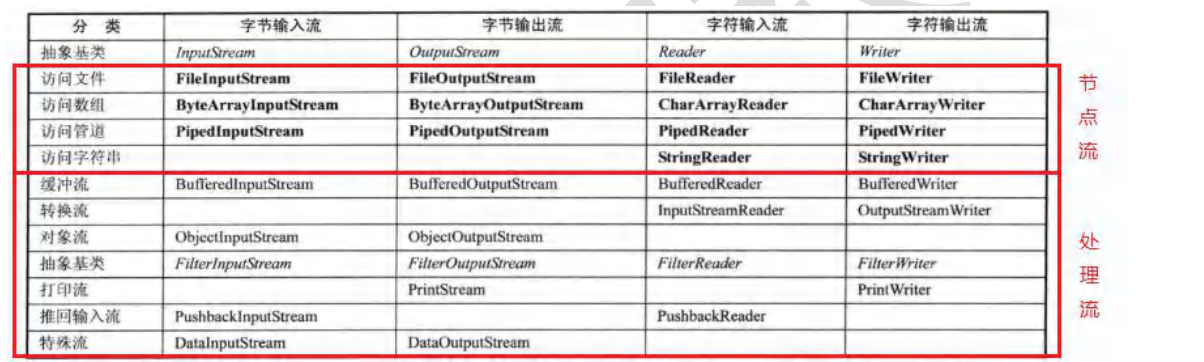 分 类 字节输入流 字节输出流 字符输入流 字符输出流
抽象基类 InputStream OutputStream Reader Writer
访问文件 FileInputStream FileOutputStream FileReader FileWriter
访问数组 ByteArrayInputStream ByteArrayOutputStream CharArrayReader CharArrayWriter
访问管道 PipedInputStream PipedOutputStream PipedReader PipedWriter
访问字符串 StringReader StringWriter
缓冲流 BufferedInputStream BufferedOutputStream BufferedReader BufferedWriter
转换流 InputStreamReader OutputStreamWriter
对象流 ObjectInputStream ObjectOutputStream
抽象基类 FilterInputStream FilterOutputStream FilterReader FilterWriter
打印流 PrintStream PrintWriter
推回输入流 PushbackInputStream PushbackReader
特殊流 DataInputStream DataOutputStream
节
点
流
处
理
流